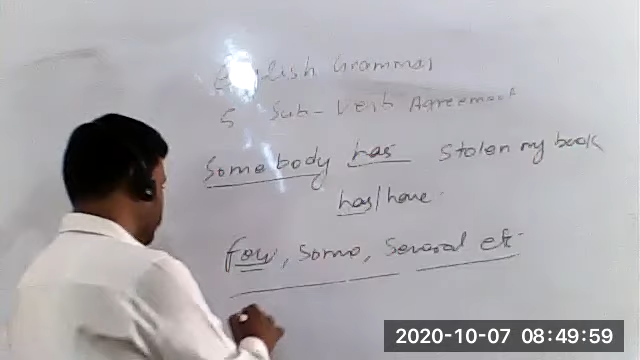 English Grammar
5 Sub-Verb Agreement
Somebody has stolen my book
has/have.
Few, Some, Several etc.
2020-10-07 08:49:59